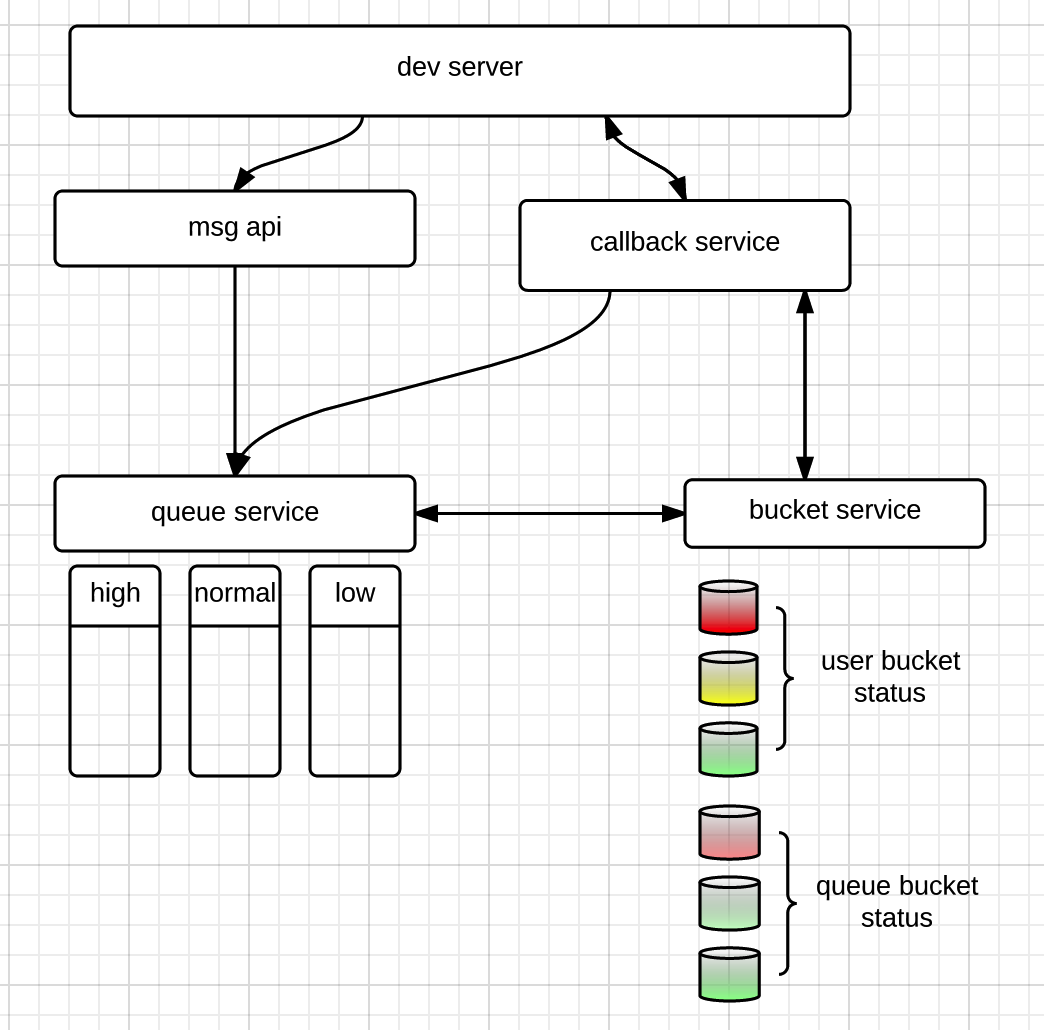 dev server
msg api
callback service
queue service
bucket service
high
normal
low
user bucket
status
queue bucket
status